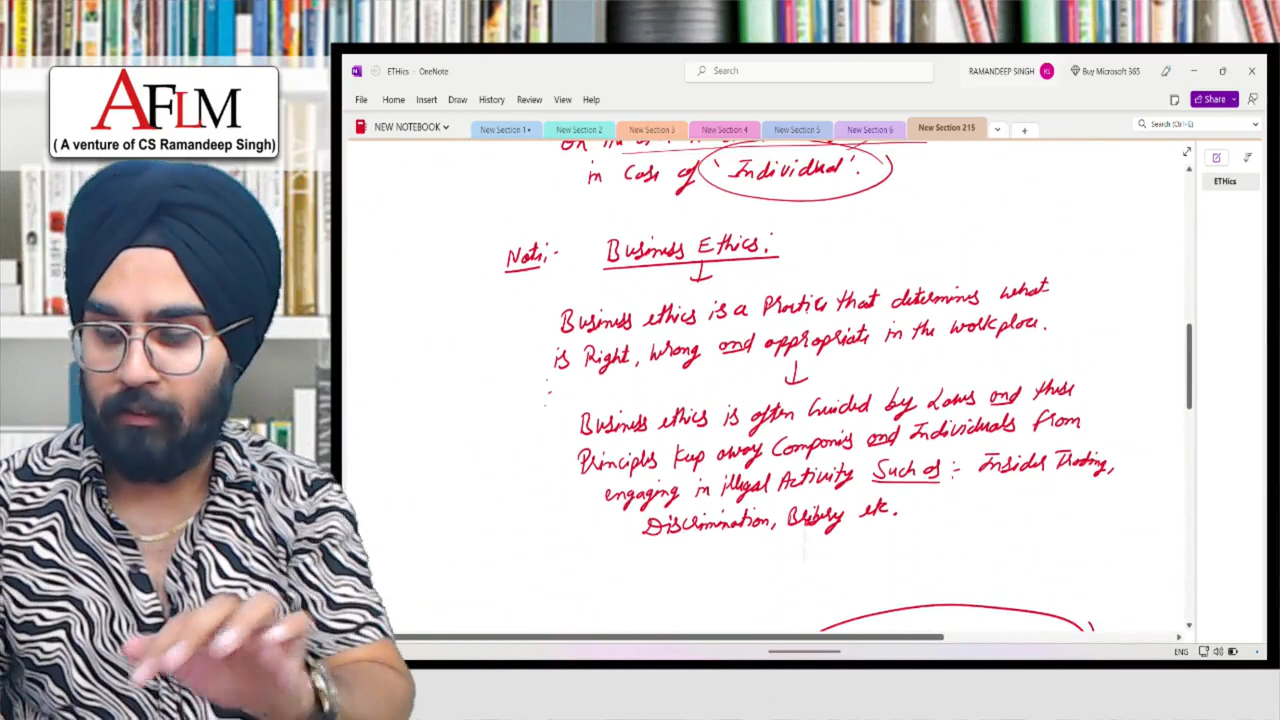 AFLM
( A venture of CS Ramandeep Singh)
ETHics - OneNote
Search
RAMANDEEP SINGH
RS
Buy Microsoft 365
File Home Insert Draw History Review View Help
Share
NEW NOTEBOOK
New Section 1
New Section 2
New Section 3
New Section 4
New Section 5
New Section 6
New Section 215
+
Search (Ctrl+E)
ETHics
in Case of 'Individual'.
Note:- Business Ethics:
Business ethics is a Practice that determines what
is Right, wrong and appropriate in the workplace.
Business ethics is often Guided by Laws and these
Principles keep away Companies and Individuals From
engaging in illegal Activity Such as :- Insider Trading,
Discrimination, Bribery etc.
ENG